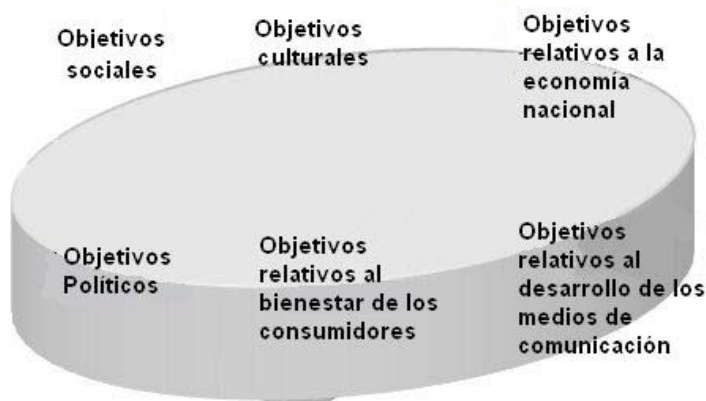 Objetivos
sociales
Objetivos
culturales
Objetivos
relativos a la
economía
nacional
Objetivos
Políticos
Objetivos
relativos al
bienestar de los
consumidores
Objetivos
relativos al
desarrollo de los
medios de
comunicación